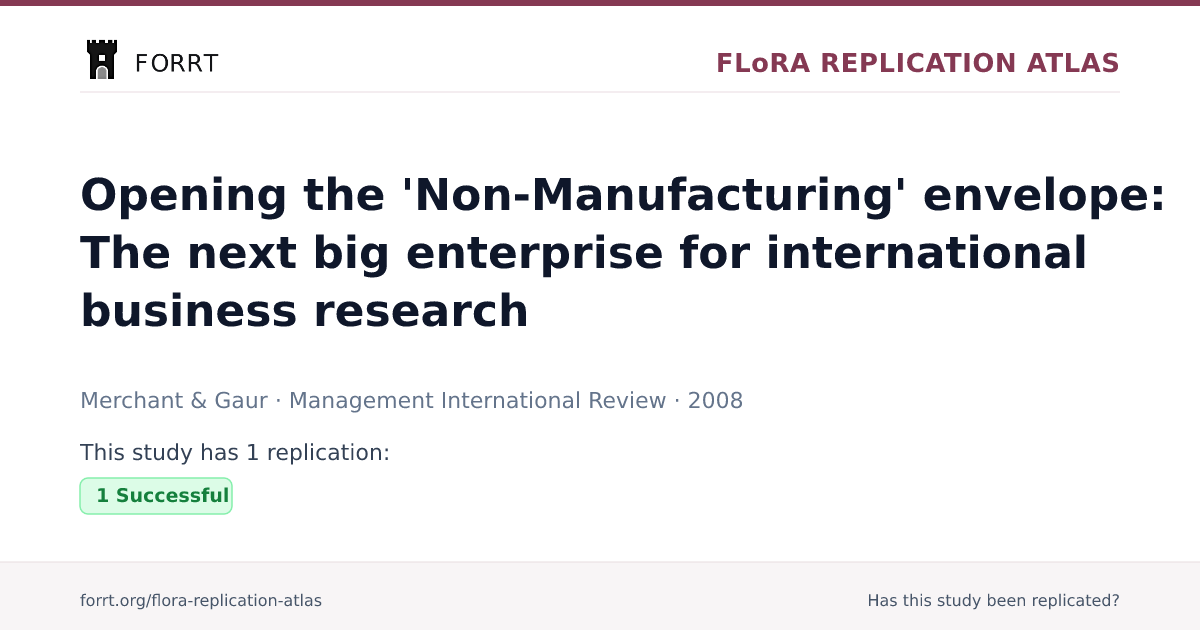 FORRT
FLoRA REPLICATION ATLAS
Opening the 'Non-Manufacturing' envelope:
The next big enterprise for international
business research
Merchant & Gaur · Management International Review · 2008
This study has 1 replication:
1 Successful
forrt.org/flora-replication-atlas
Has this study been replicated?